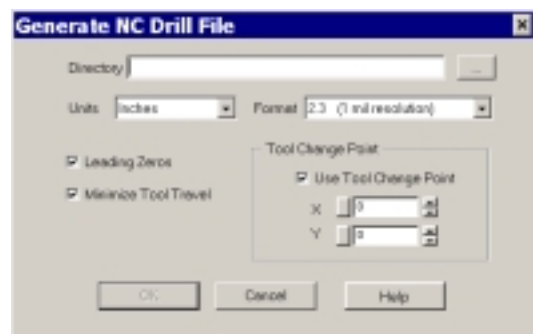 Generate NC Drill File
Directory
...
Units Inches Format 2.3 (1 mil resolution)
Tool Change Point
Leading Zeros
Use Tool Change Point
Minimize Tool Travel
X 0
Y 0
OK Cancel Help